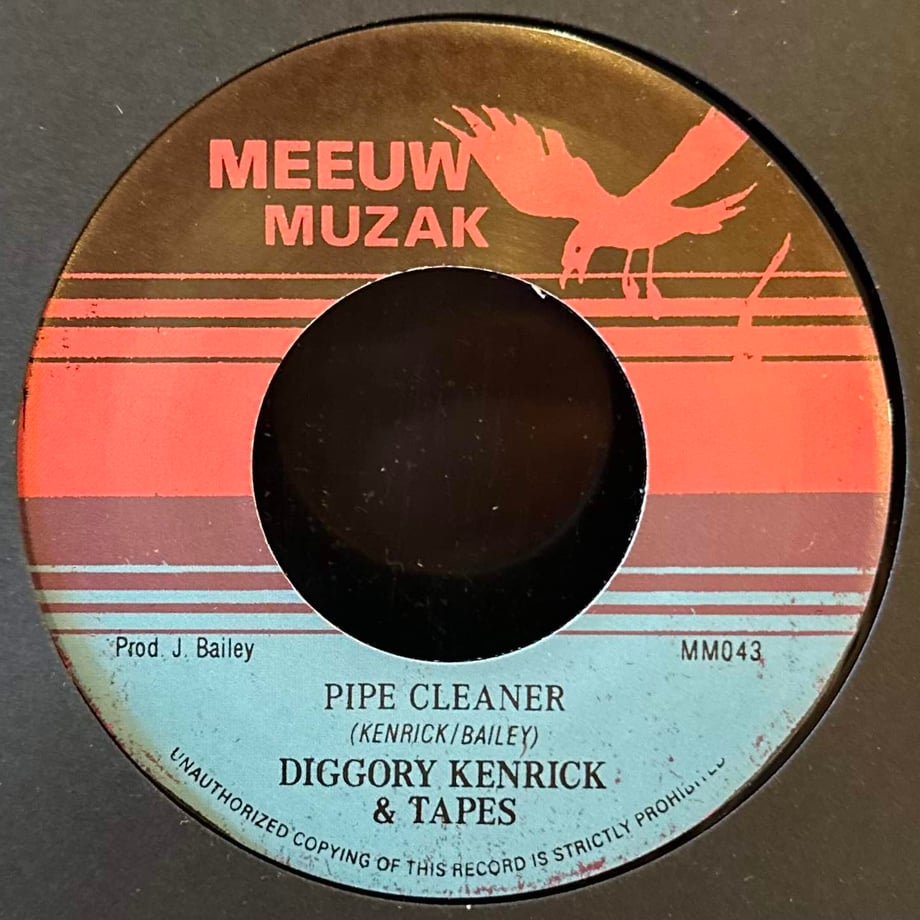 MEEUW
MUZAK
Prod. J. Bailey
MM043
PIPE CLEANER
(KENRICK/BAILEY)
DIGGORY KENRICK
& TAPES
UNAUTHORIZED COPYING OF THIS RECORD IS STRICTLY PROHIBITED